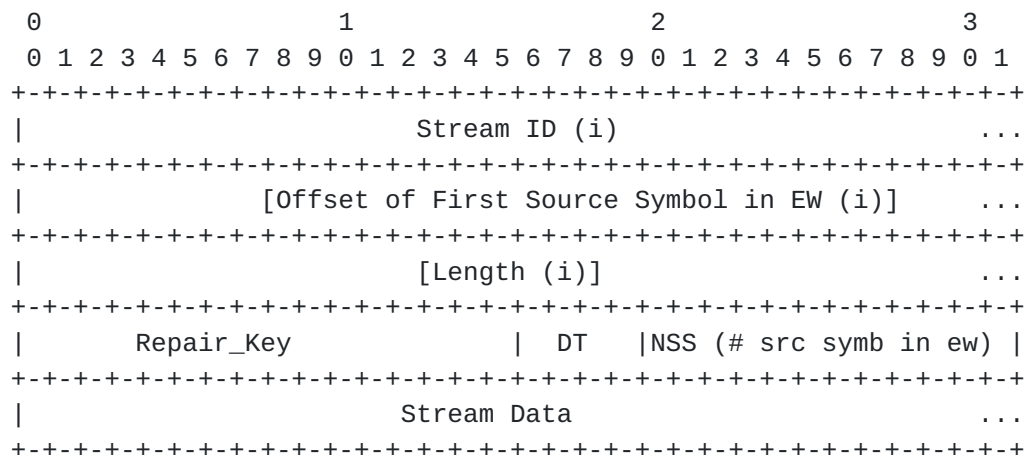 0                   1                   2                   3
 0 1 2 3 4 5 6 7 8 9 0 1 2 3 4 5 6 7 8 9 0 1 2 3 4 5 6 7 8 9 0 1
+-+-+-+-+-+-+-+-+-+-+-+-+-+-+-+-+-+-+-+-+-+-+-+-+-+-+-+-+-+-+-+-+
|                         Stream ID (i)                       ...
+-+-+-+-+-+-+-+-+-+-+-+-+-+-+-+-+-+-+-+-+-+-+-+-+-+-+-+-+-+-+-+-+
|               [Offset of First Source Symbol in EW (i)]     ...
+-+-+-+-+-+-+-+-+-+-+-+-+-+-+-+-+-+-+-+-+-+-+-+-+-+-+-+-+-+-+-+-+
|                         [Length (i)]                        ...
+-+-+-+-+-+-+-+-+-+-+-+-+-+-+-+-+-+-+-+-+-+-+-+-+-+-+-+-+-+-+-+-+
|       Repair_Key              |  DT   |NSS (# src symb in ew) |
+-+-+-+-+-+-+-+-+-+-+-+-+-+-+-+-+-+-+-+-+-+-+-+-+-+-+-+-+-+-+-+-+
|                        Stream Data                          ...
+-+-+-+-+-+-+-+-+-+-+-+-+-+-+-+-+-+-+-+-+-+-+-+-+-+-+-+-+-+-+-+-+